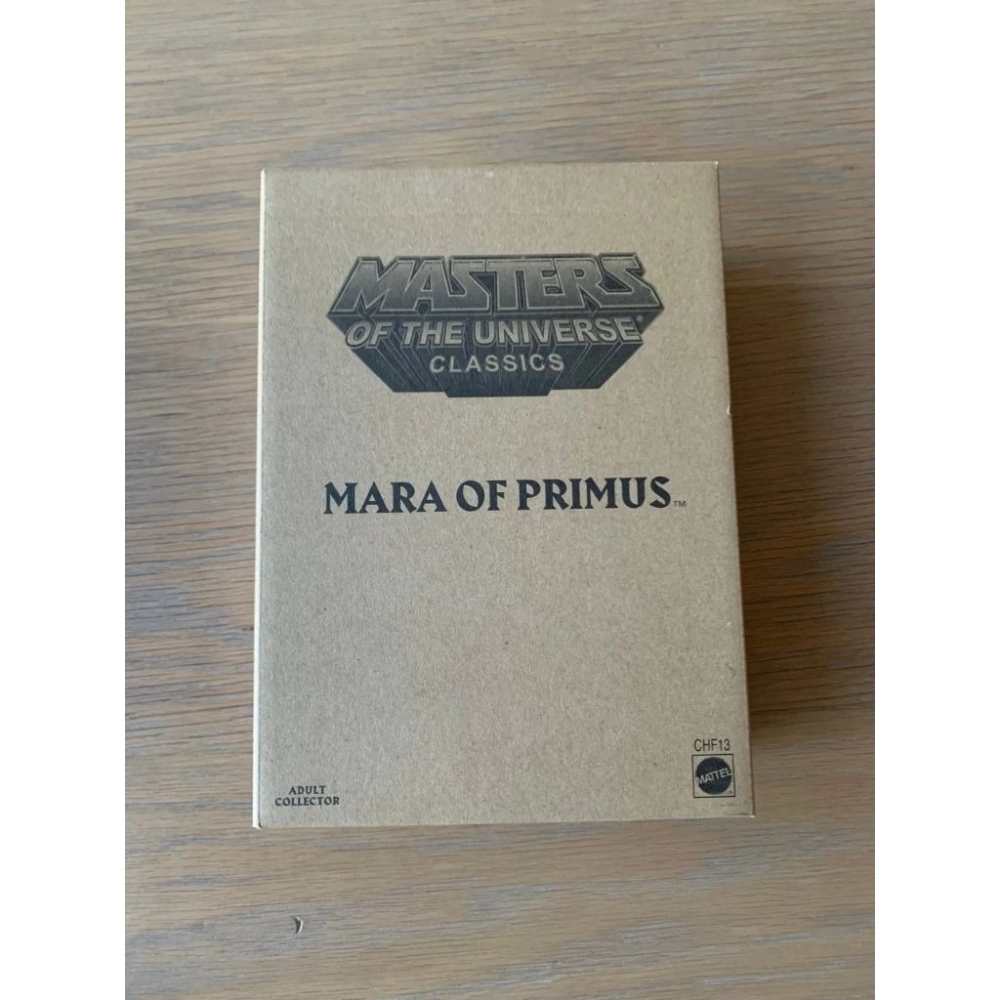 MASTERS
OF THE UNIVERSE®
CLASSICS
MARA OF PRIMUS™
CHF13
MATTEL
ADULT
COLLECTOR